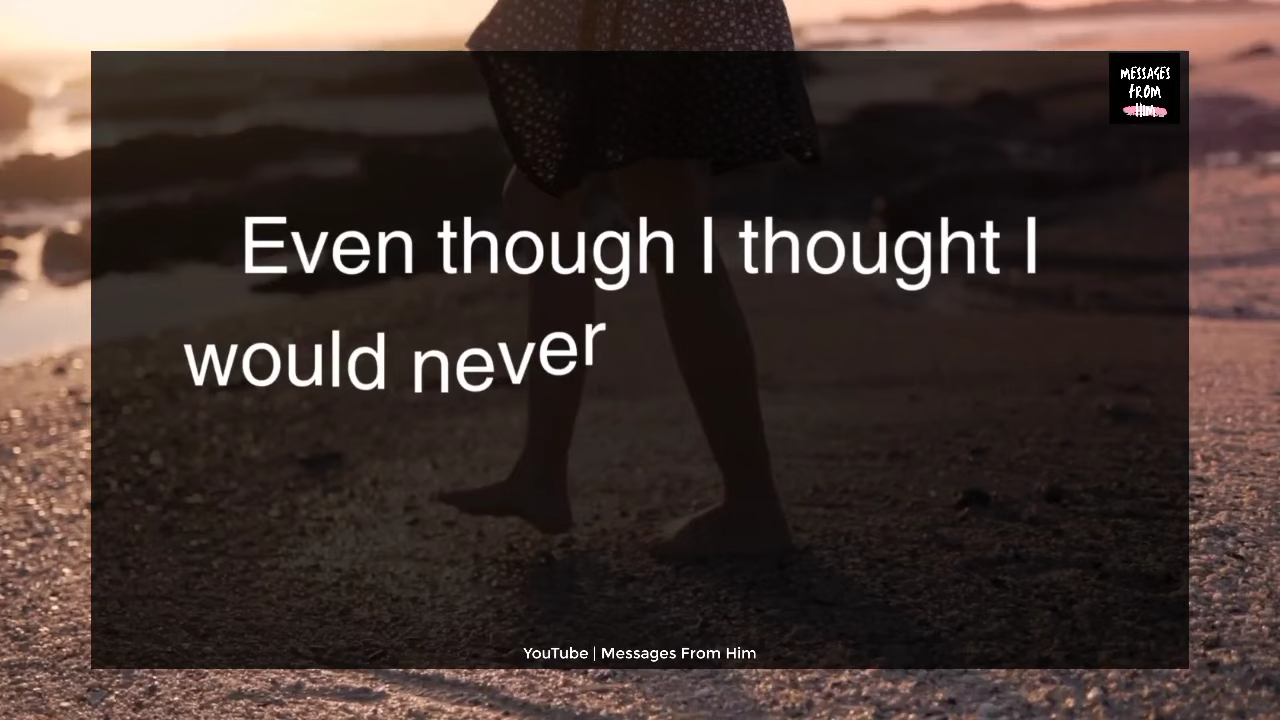 MESSAGES
FROM
HIM
Even though I thought I
would never
YouTube | Messages From Him